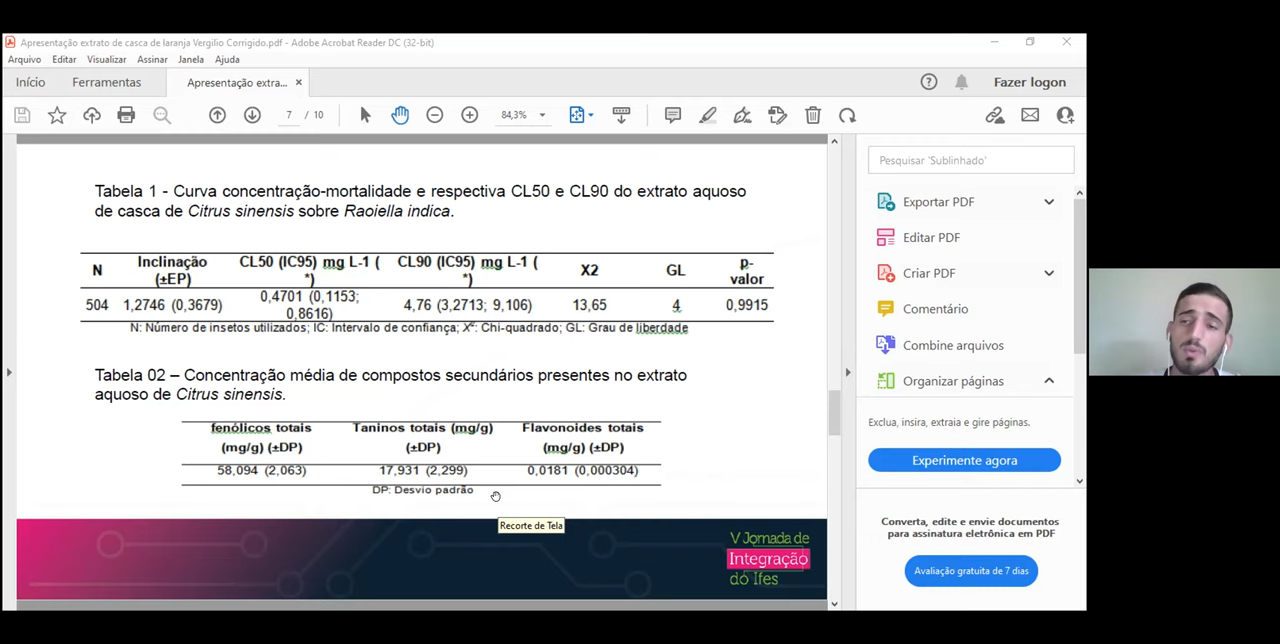 Apresentação extrato de casca de laranja Vergilio Corrigido.pdf - Adobe Acrobat Reader DC (32-bit)
Arquivo Editar Visualizar Assinar Janela Ajuda
Início Ferramentas Apresentação extra... × Fazer logon
7 / 10 84,3%
Pesquisar 'Sublinhado'
Exportar PDF
Editar PDF
Criar PDF
Comentário
Combine arquivos
Organizar páginas
Exclua, insira, extraia e gire páginas.
Experimente agora
Converta, edite e envie documentos
para assinatura eletrônica em PDF
Avaliação gratuita de 7 dias
Tabela 1 - Curva concentração-mortalidade e respectiva CL50 e CL90 do extrato aquoso
de casca de Citrus sinensis sobre Raoiella indica.
N Inclinação (±EP) CL50 (IC95) mg L-1 (*) CL90 (IC95) mg L-1 (*) X2 GL p-valor
504 1,2746 (0,3679) 0,4701 (0,1153; 0,8616) 4,76 (3,2713; 9,106) 13,65 4 0,9915
N: Número de insetos utilizados; IC: Intervalo de confiança; X²: Chi-quadrado; GL: Grau de liberdade
Tabela 02 – Concentração média de compostos secundários presentes no extrato
aquoso de Citrus sinensis.
fenólicos totais Taninos totais (mg/g) Flavonoides totais
(mg/g) (±DP) (±DP) (mg/g) (±DP)
58,094 (2,063) 17,931 (2,299) 0,0181 (0,000304)
DP: Desvio padrão
Recorte de Tela
V Jornada de
Integração
do Ifes